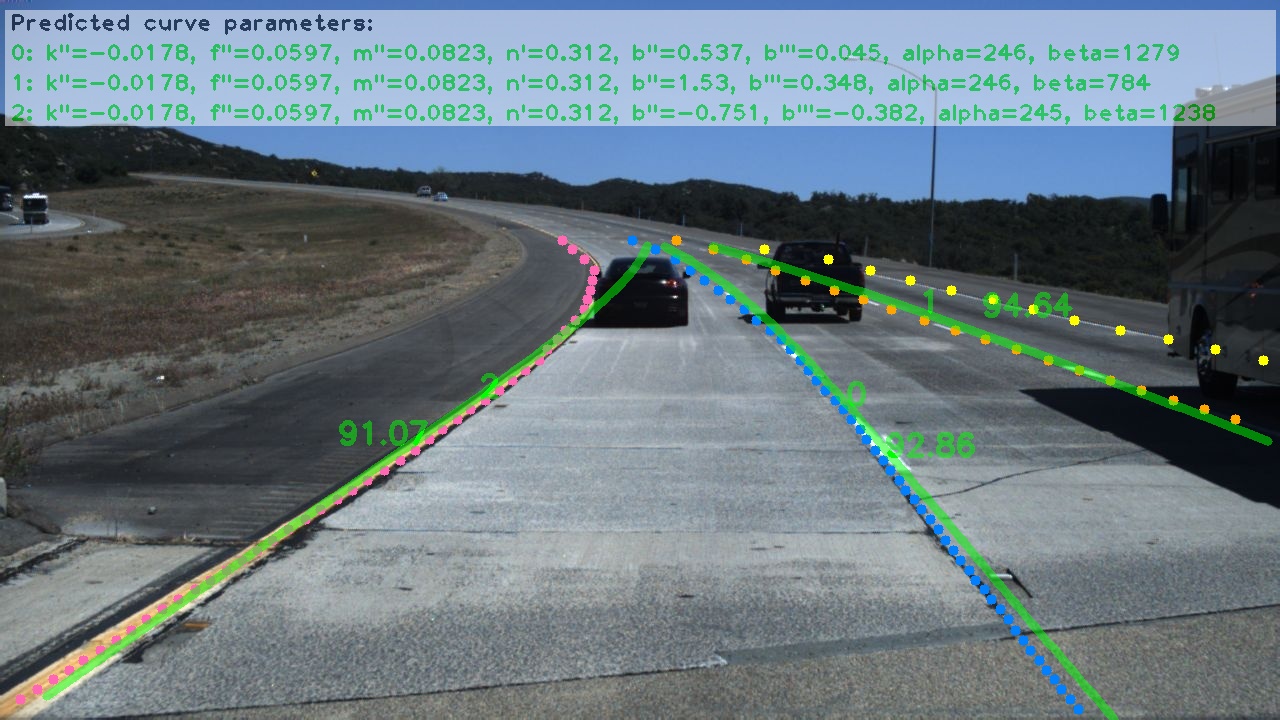 Predicted curve parameters:
0: k''=-0.0178, f''=0.0597, m''=0.0823, n'=0.312, b''=0.537, b'''=0.045, alpha=246, beta=1279
1: k''=-0.0178, f''=0.0597, m''=0.0823, n'=0.312, b''=1.53, b'''=0.348, alpha=246, beta=784
2: k''=-0.0178, f''=0.0597, m''=0.0823, n'=0.312, b''=-0.751, b'''=-0.382, alpha=245, beta=1238
1 94.64
2
0
91.07
92.86